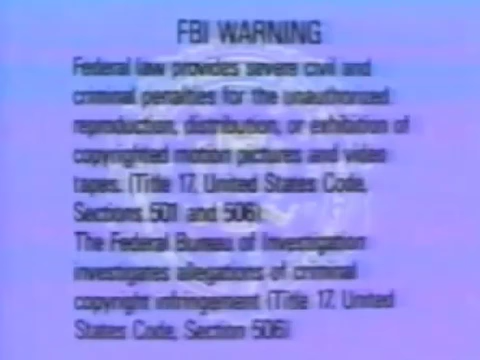 FBI WARNING
Federal law provides severe civil and
criminal penalties for the unauthorized
reproduction, distribution, or exhibition of
copyrighted motion pictures and video
tapes. (Title 17, United States Code,
Sections 501 and 506)
The Federal Bureau of Investigation
investigates allegations of criminal
copyright infringement (Title 17, United
States Code, Section 506)